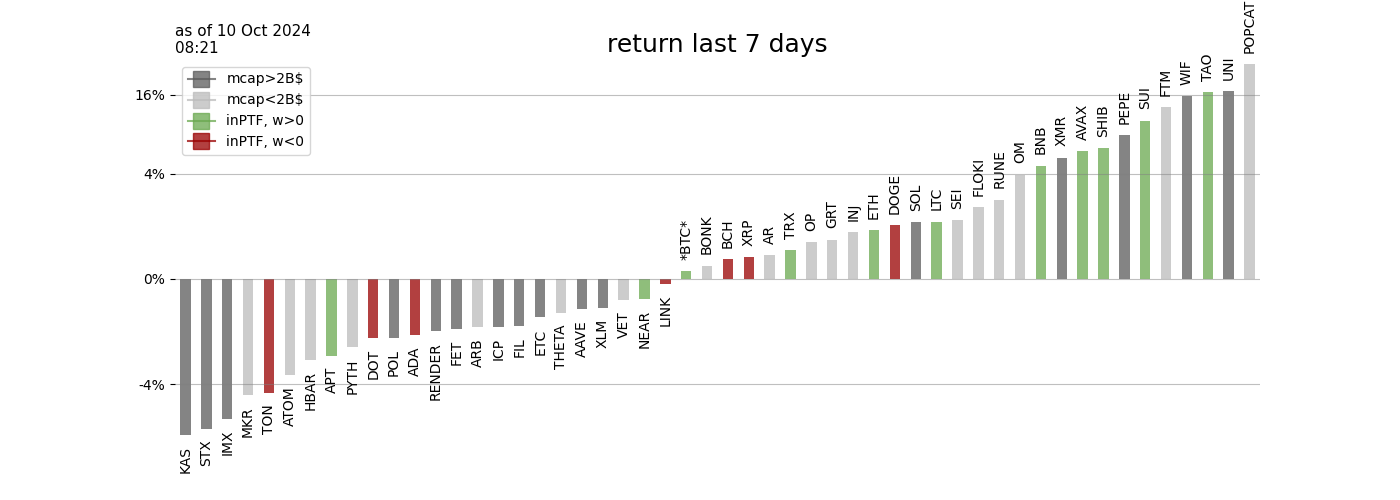 as of 10 Oct 2024
08:21
return last 7 days
mcap>2B$
mcap<2B$
inPTF, w>0
inPTF, w<0
16%
4%
0%
-4%
KAS
STX
IMX
MKR
TON
ATOM
HBAR
APT
PYTH
DOT
POL
ADA
RENDER
FET
ARB
ICP
FIL
ETC
THETA
AAVE
XLM
VET
NEAR
LINK
*BTC*
BONK
BCH
XRP
AR
TRX
OP
GRT
INJ
ETH
DOGE
SOL
LTC
SEI
FLOKI
RUNE
OM
BNB
XMR
AVAX
SHIB
PEPE
SUI
FTM
WIF
TAO
UNI
POPCAT